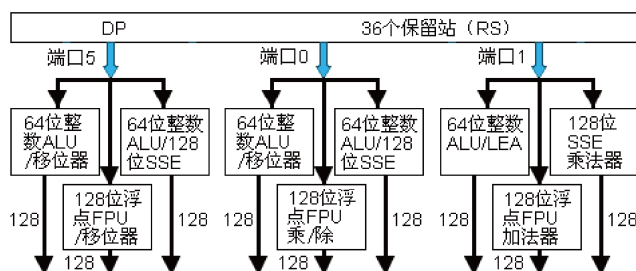 DP 36个保留站（RS）
端口5 端口0 端口1
64位整
数ALU
/移位器
64位整数
ALU/128
位SSE
64位整
数ALU
/移位器
64位整数
ALU/128
位SSE
64位整数
ALU/LEA
128位
SSE
乘法器
128
128位浮
点FPU
/移位器
128
128
128位浮
点FPU
乘/除
128
128
128位浮
点FPU
加法器
128
128
128
128